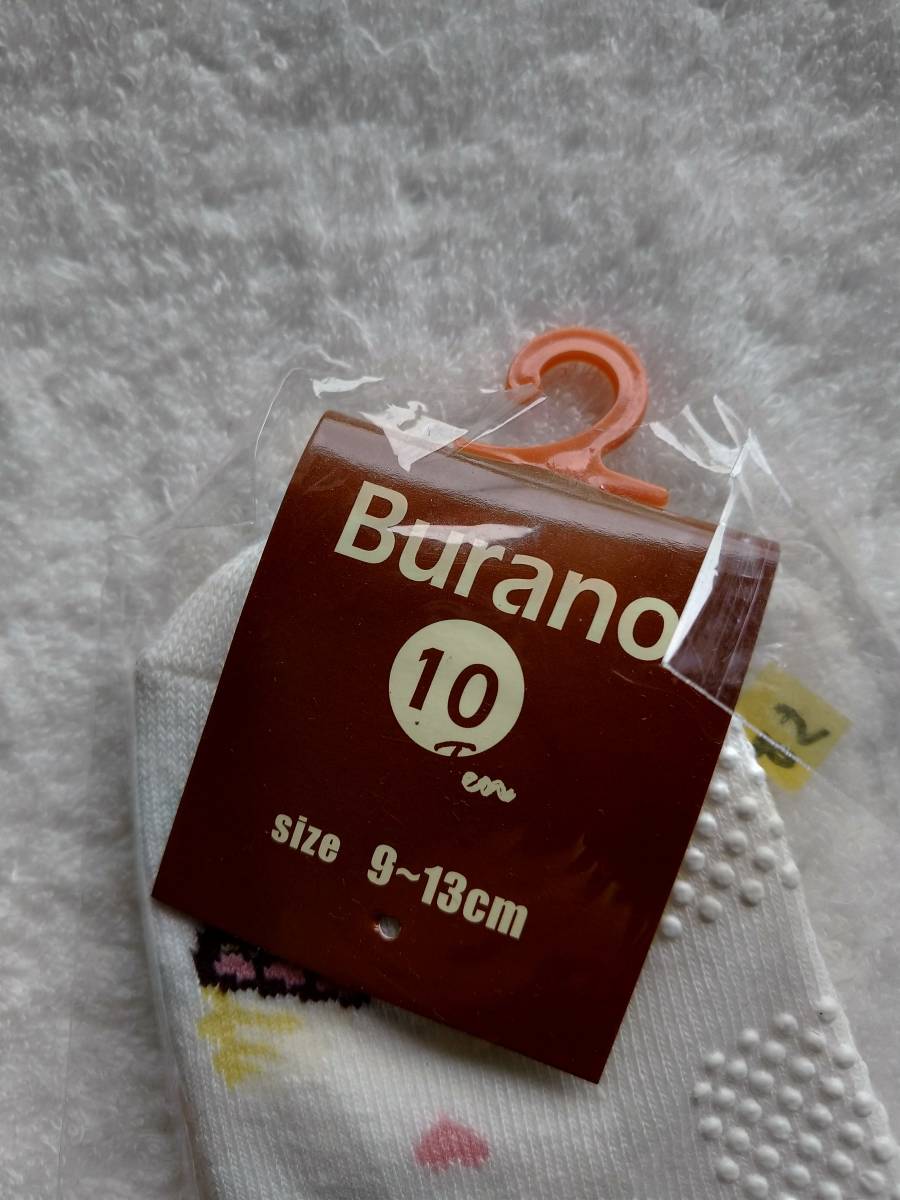 Burano
10
Ten
size 9~13cm